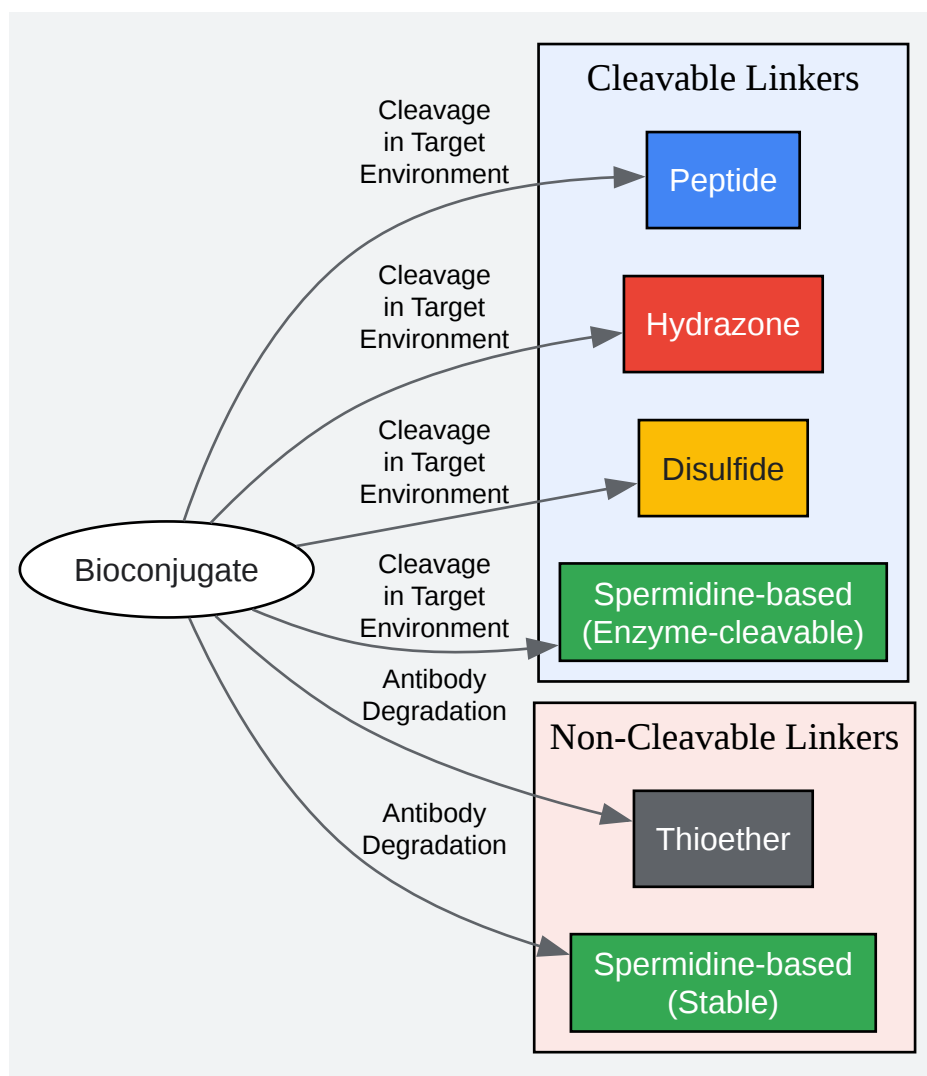 Cleavable Linkers
Cleavage
in Target
Environment
Peptide
Cleavage
in Target
Environment
Hydrazone
Cleavage
in Target
Environment
Disulfide
Bioconjugate
Cleavage
in Target
Environment
Spermidine-based
(Enzyme-cleavable)
Antibody
Degradation
Non-Cleavable Linkers
Antibody
Degradation
Thioether
Spermidine-based
(Stable)